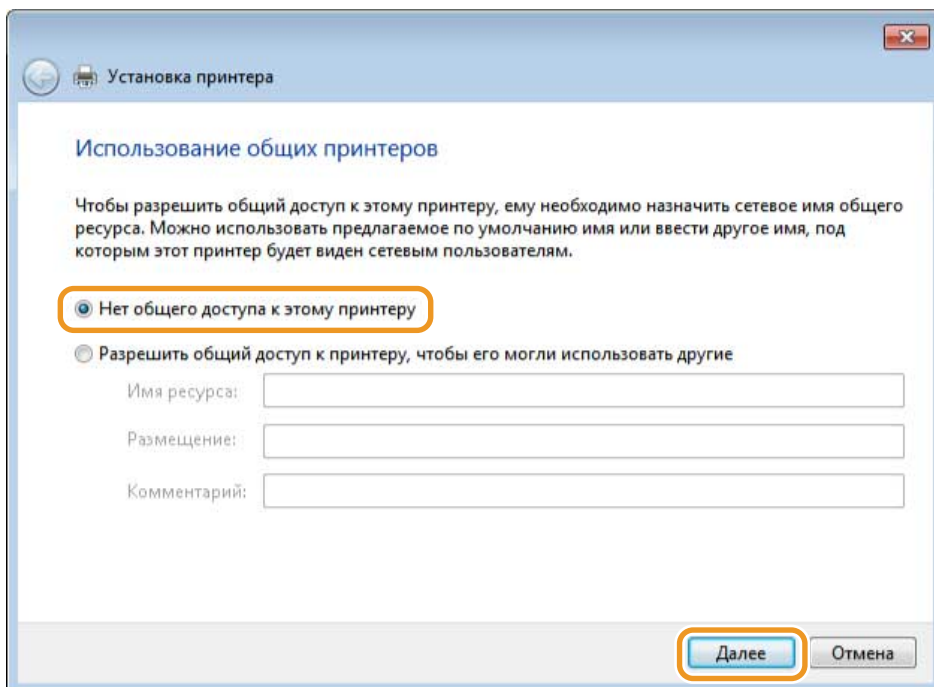 Установка принтера
Использование общих принтеров
Чтобы разрешить общий доступ к этому принтеру, ему необходимо назначить сетевое имя общего
ресурса. Можно использовать предлагаемое по умолчанию имя или ввести другое имя, под
которым этот принтер будет виден сетевым пользователям.
Нет общего доступа к этому принтеру
Разрешить общий доступ к принтеру, чтобы его могли использовать другие
Имя ресурса:
Размещение:
Комментарий:
Далее Отмена